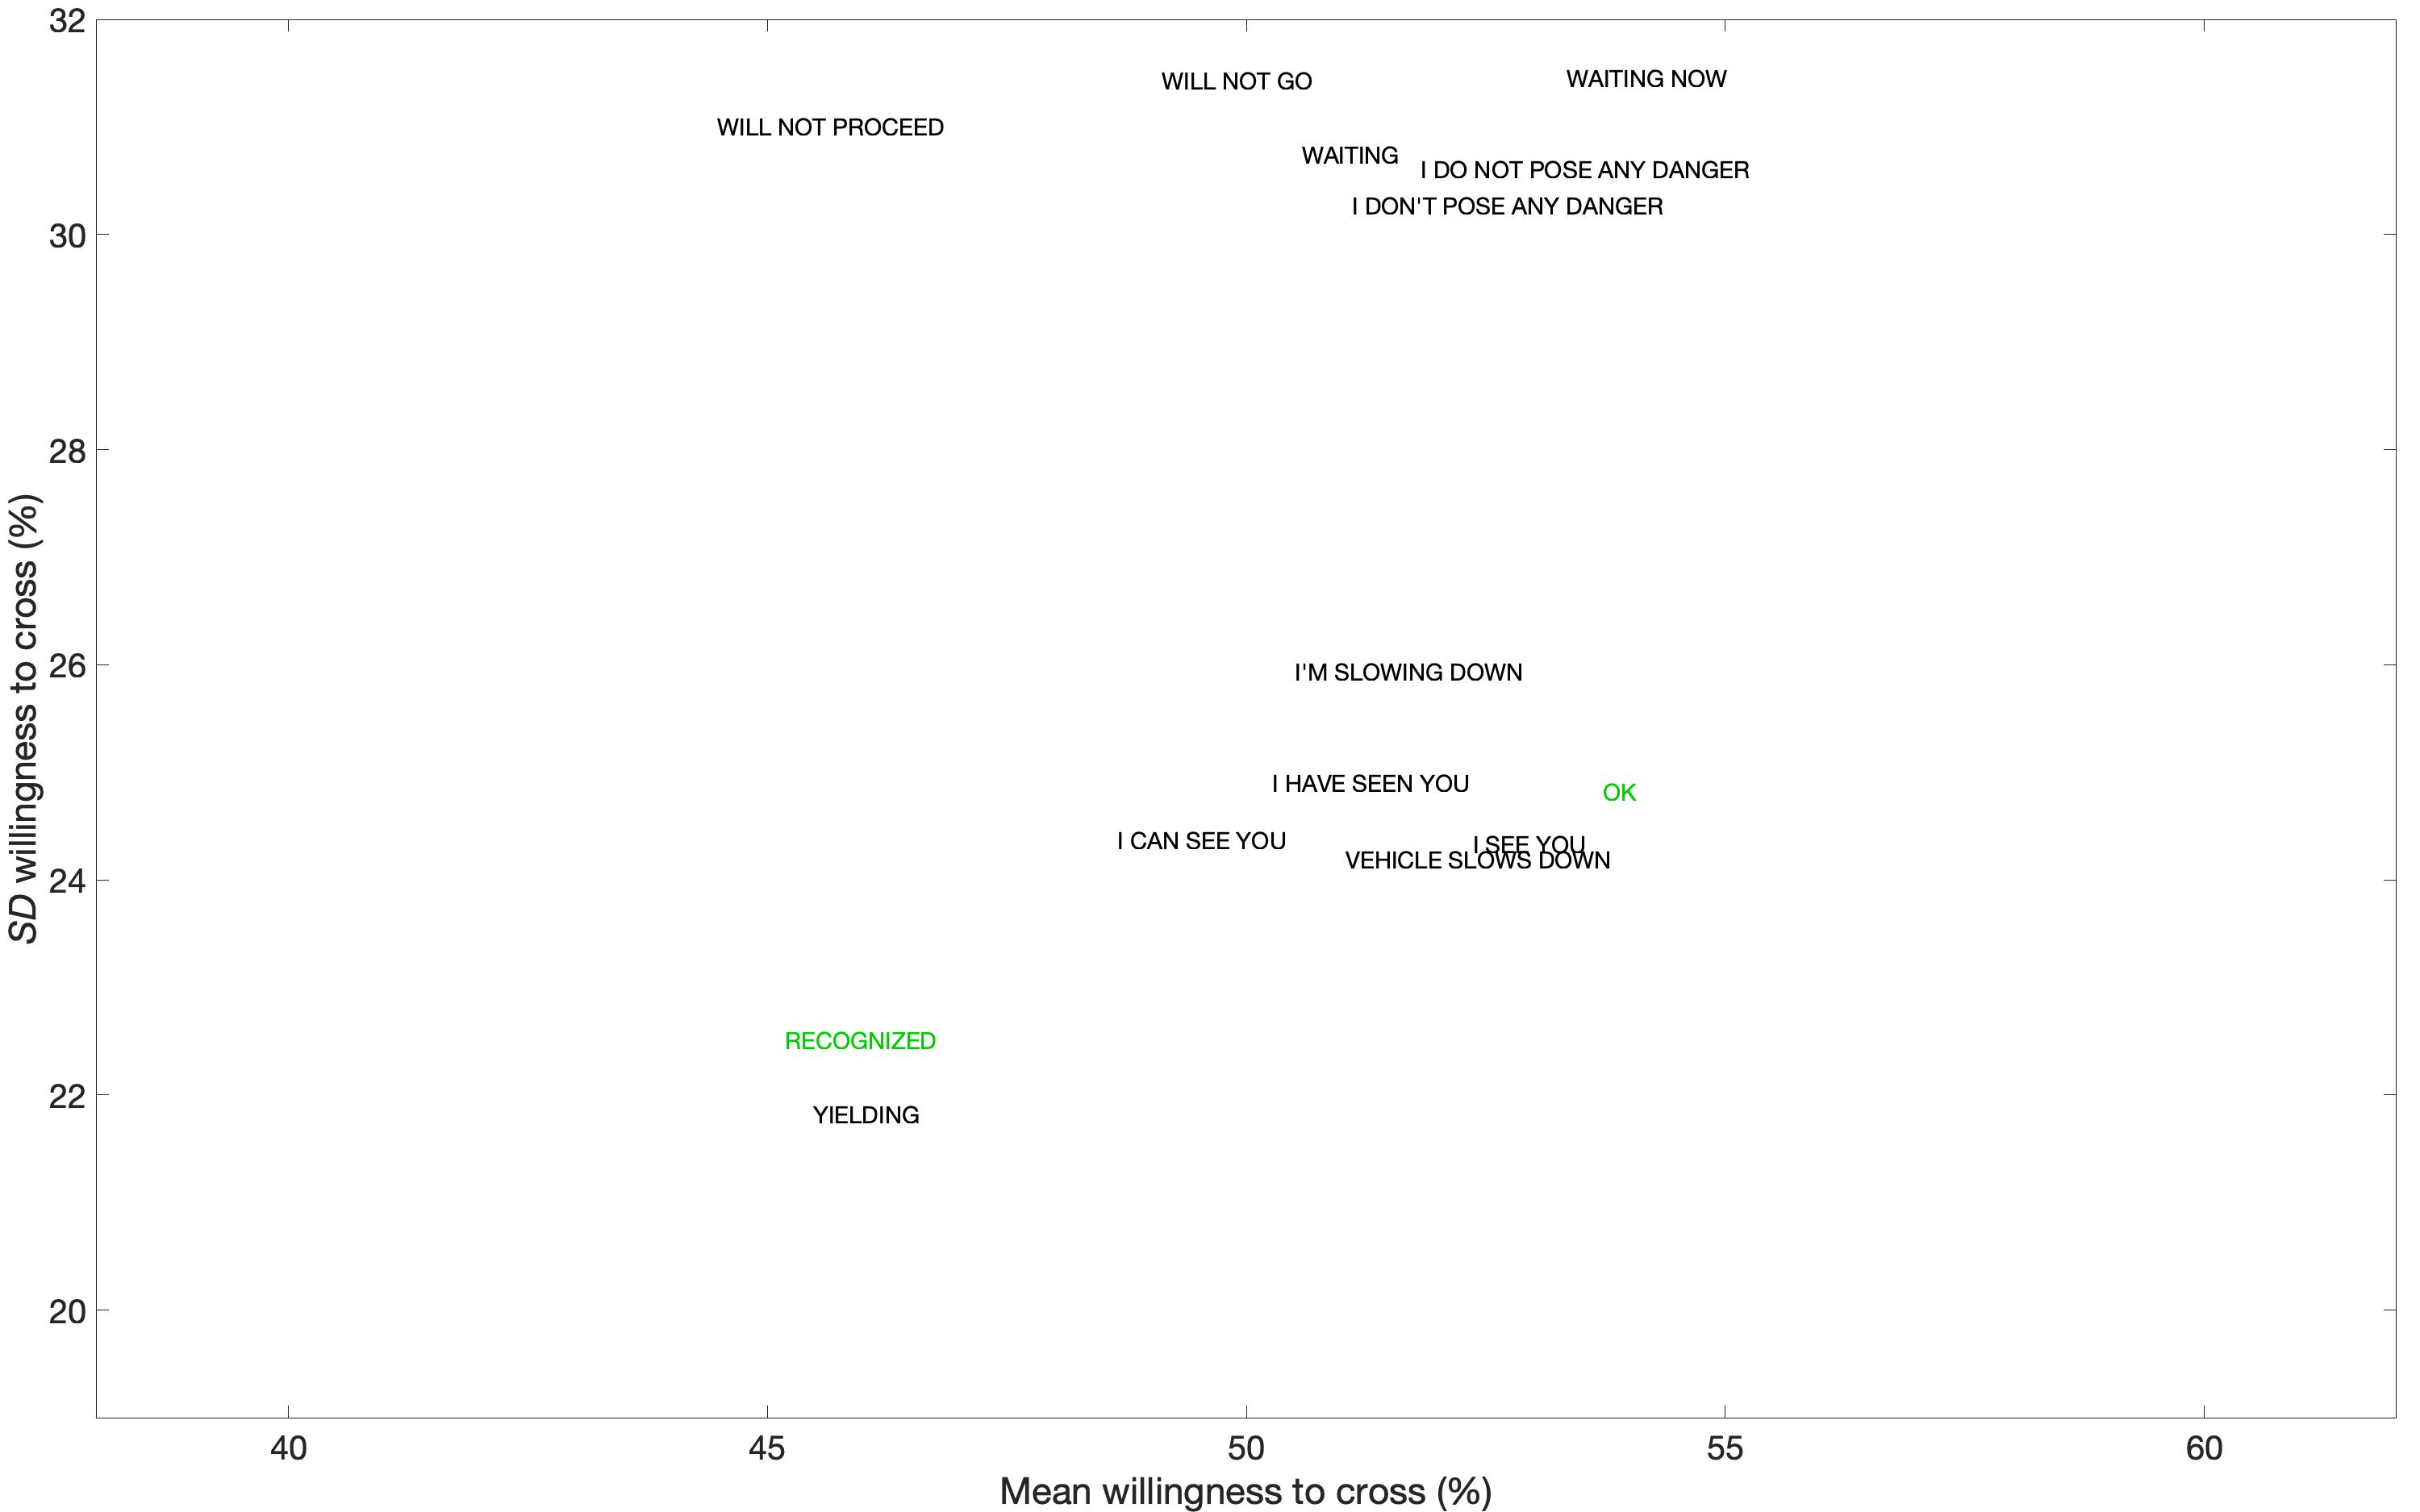 32
WILL NOT GO
WAITING NOW
WILL NOT PROCEED
WAITING
I DO NOT POSE ANY DANGER
I DON'T POSE ANY DANGER
30
28
26
I'M SLOWING DOWN
I HAVE SEEN YOU
OK
I CAN SEE YOU
I SEE YOU
VEHICLE SLOWS DOWN
24
RECOGNIZED
22
YIELDING
20
SD willingness to cross (%)
40 45 50 55 60
Mean willingness to cross (%)